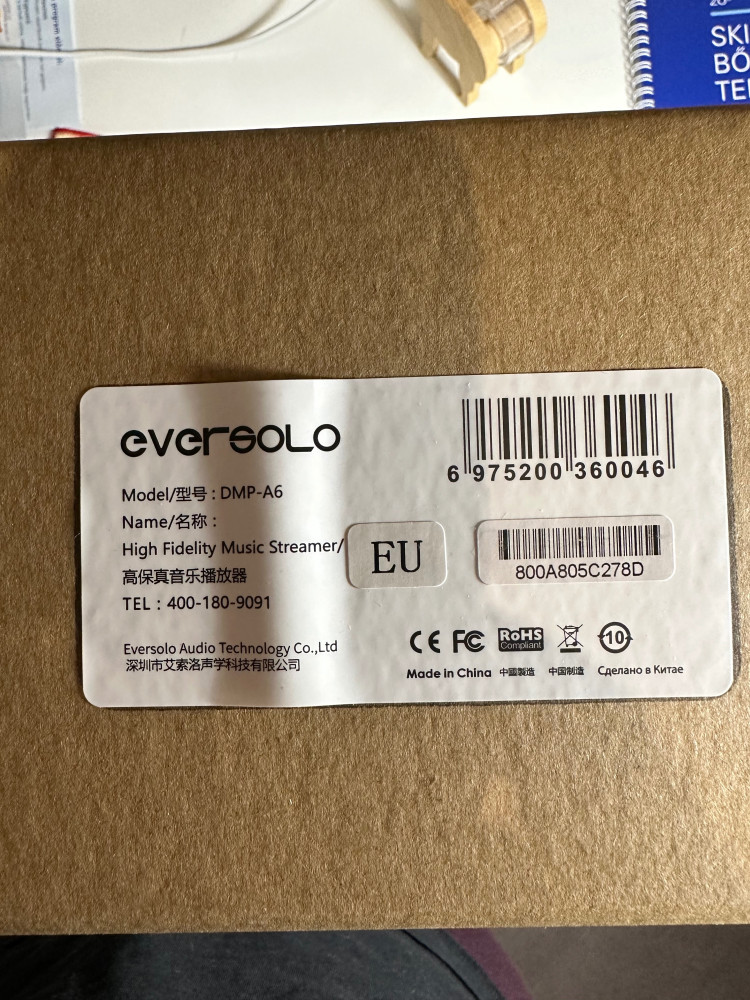 SKI
BŐ
TE
eversolo
6 975200 360046
Model/型号 : DMP-A6
Name/名称 :
High Fidelity Music Streamer/
高保真音乐播放器
TEL : 400-180-9091
EU
800A805C278D
Eversolo Audio Technology Co.,Ltd
深圳市艾索洛声学科技有限公司
CE FC RoHS
Compliant
10
Made in China 中國製造 中国制造 Сделано в Китае